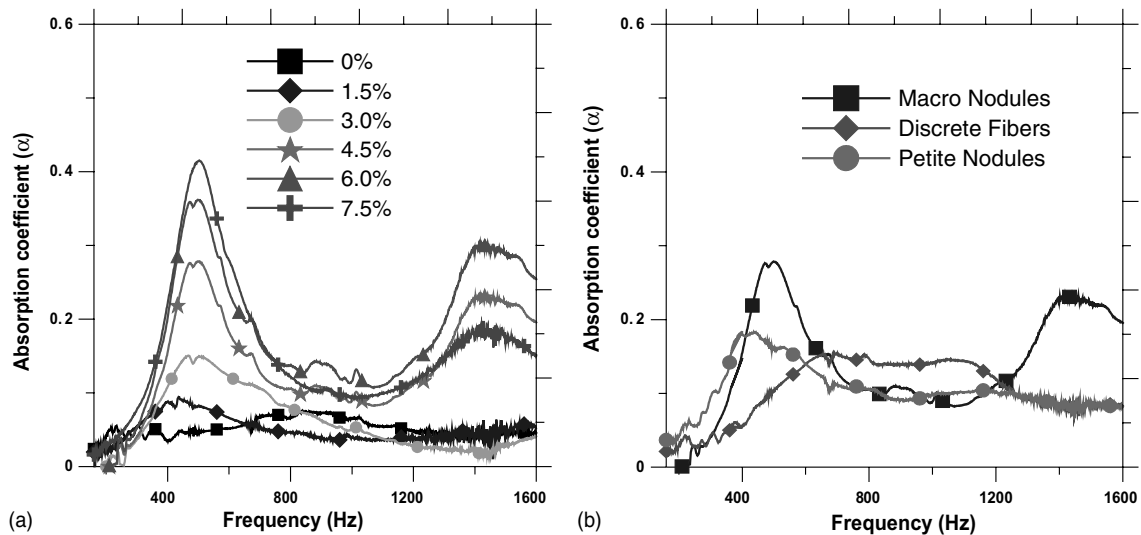 0.6
0.4
0.2
0
Absorption coefficient (α)
0%
1.5%
3.0%
4.5%
6.0%
7.5%
400
800
1200
1600
Frequency (Hz)
(a)
0.6
0.4
0.2
0
Absorption coefficient (α)
Macro Nodules
Discrete Fibers
Petite Nodules
400
800
1200
1600
Frequency (Hz)
(b)